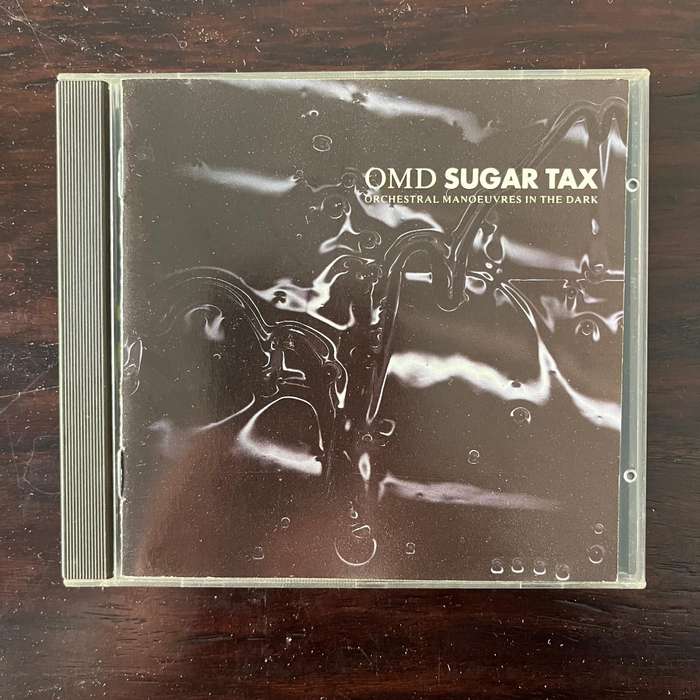 OMD SUGAR TAX
ORCHESTRAL MANOEUVRES IN THE DARK